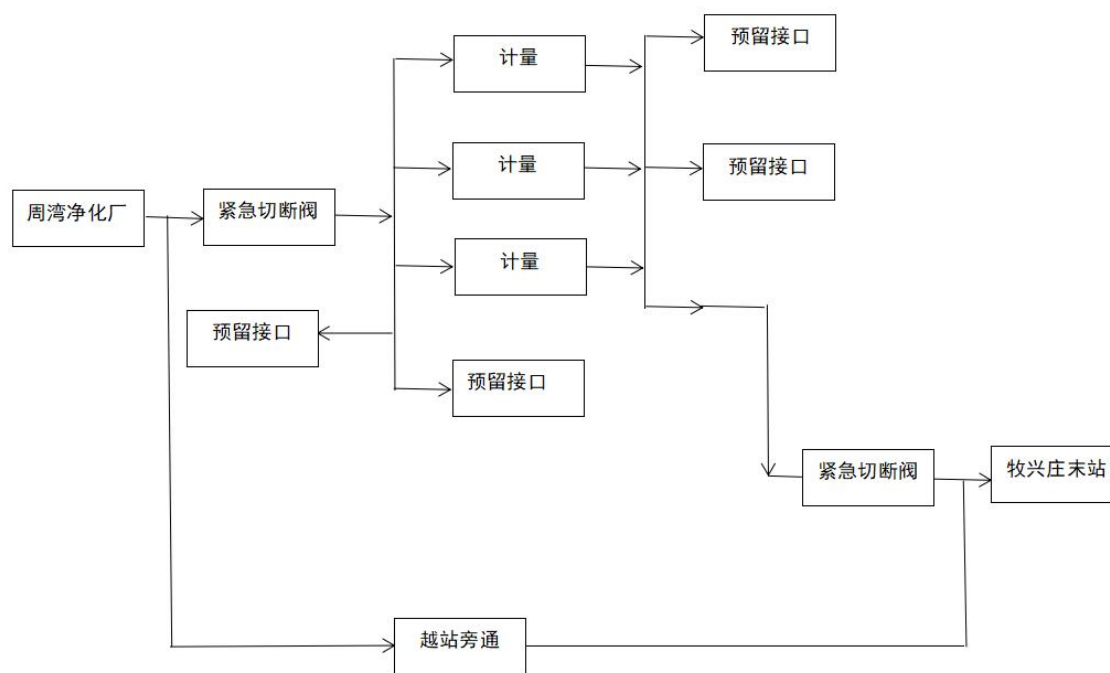 预留接口
计量
预留接口
计量
周湾净化厂
紧急切断阀
计量
预留接口
预留接口
紧急切断阀
牧兴庄末站
越站旁通